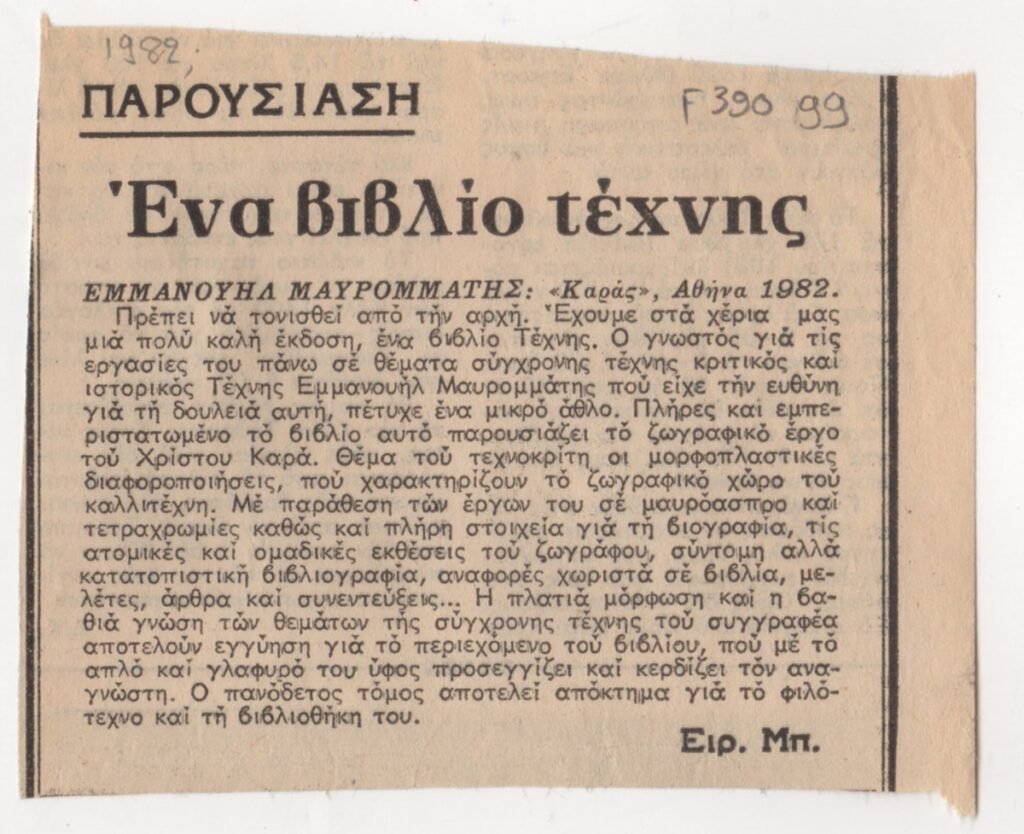 1982,
ΠΑΡΟΥΣΙΑΣΗ
F390 99
Ἕνα βιβλίο τέχνης
ΕΜΜΑΝΟΥΗΛ ΜΑΥΡΟΜΜΑΤΗΣ: «Καράς», Αθήνα 1982.
Πρέπει νά τονισθεί από τήν αρχή. Ἔχουμε στά χέρια μας
μιά πολύ καλή έκδοση, ένα βιβλίο Τέχνης. Ο γνωστός γιά τίς
εργασίες του πάνω σέ θέματα σύγχρονης τέχνης κριτικός καί
ιστορικός Τέχνης Εμμανουήλ Μαυρομμάτης πού είχε τήν ευθύνη
γιά τή δουλειά αυτή, πέτυχε ένα μικρό άθλο. Πλήρες καί εμπε-
ριστατωμένο τό βιβλίο αυτό παρουσιάζει τό ζωγραφικό έργο
τού Χρίστου Καρά. Θέμα τού τεχνοκρίτη οι μορφοπλαστικές
διαφοροποιήσεις, πού χαρακτηρίζουν τό ζωγραφικό χώρο τού
καλλιτέχνη. Μέ παράθεση τών έργων του σέ μαυρόασπρο καί
τετραχρωμίες καθώς καί πλήρη στοιχεία γιά τή βιογραφία, τίς
ατομικές καί ομαδικές εκθέσεις τού ζωγράφου, σύντομη αλλά
κατατοπιστική βιβλιογραφία, αναφορές χωριστά σέ βιβλία, με-
λέτες, άρθρα καί συνεντεύξεις... Η πλατιά μόρφωση καί η βα-
θιά γνώση τών θεμάτων τής σύγχρονης τέχνης τού συγγραφέα
αποτελούν εγγύηση γιά τό περιεχόμενο τού βιβλίου, πού μέ τό
απλό καί γλαφυρό του ύφος προσεγγίζει καί κερδίζει τόν ανα-
γνώστη. Ο πανόδετος τόμος αποτελεί απόκτημα γιά τό φιλό-
τεχνο καί τή βιβλιοθήκη του.
Ειρ. Μπ.